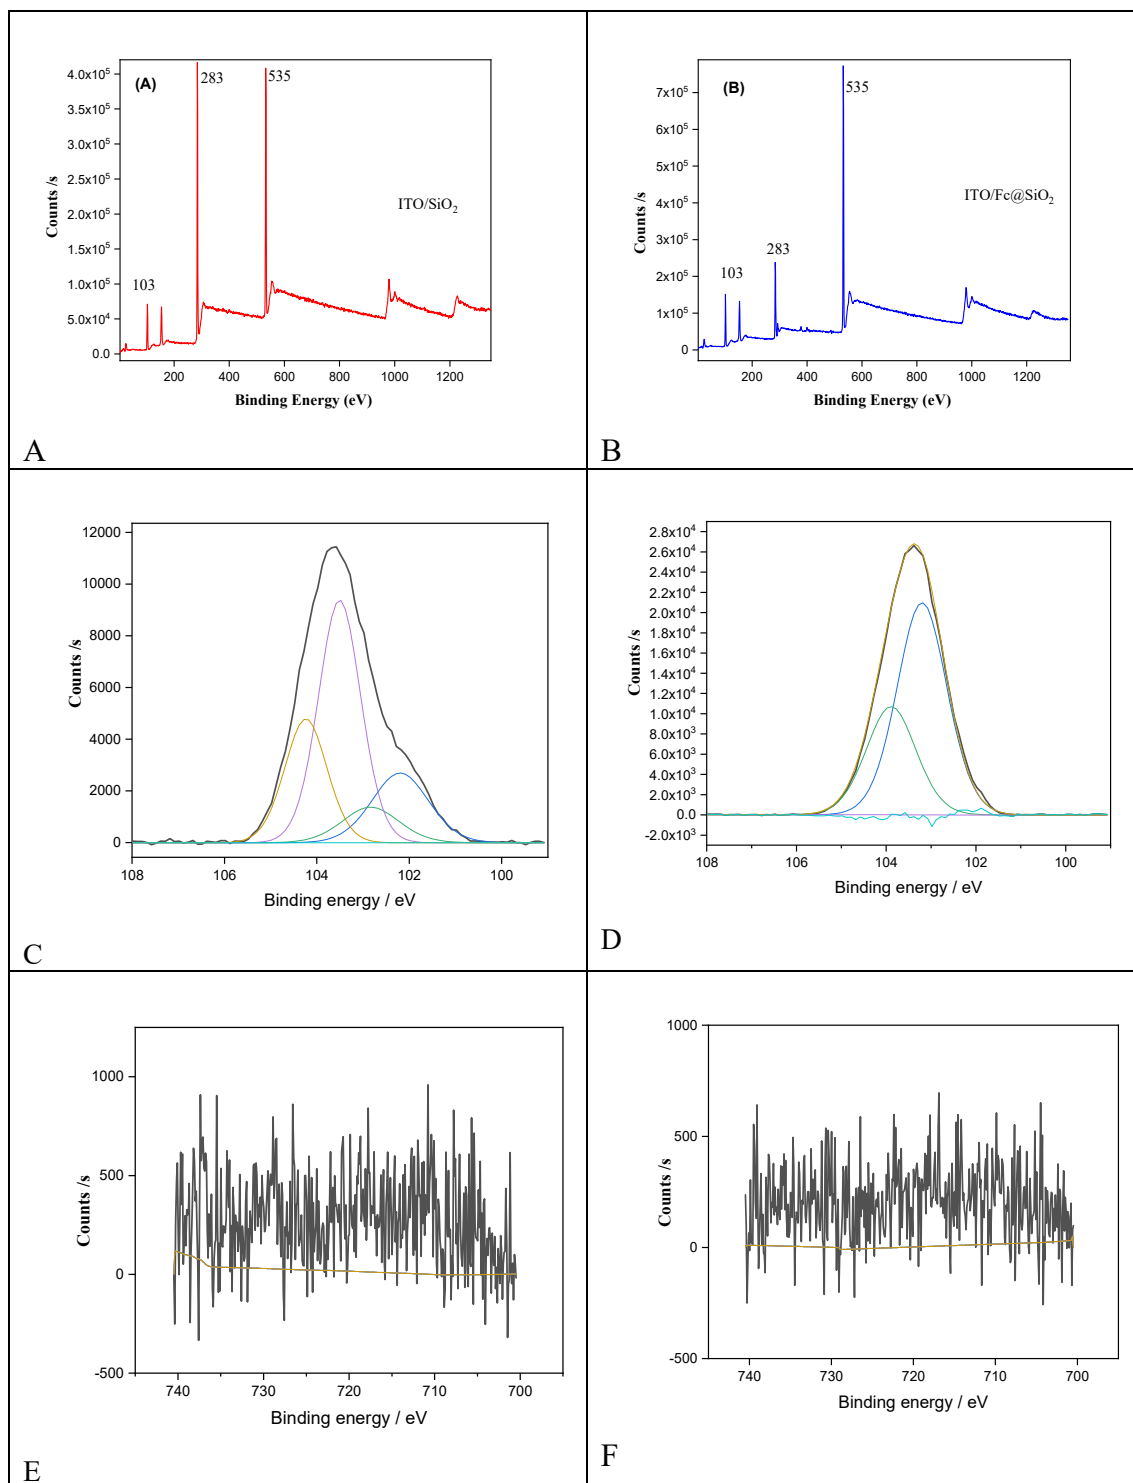 (A)
283
535
103
ITO/SiO₂
4.0x10⁵
3.5x10⁵
3.0x10⁵
2.5x10⁵
2.0x10⁵
1.5x10⁵
1.0x10⁵
5.0x10⁴
0.0
Counts /s
200 400 600 800 1000 1200
Binding Energy (eV)
A
(B)
535
283
103
ITO/Fc@SiO₂
7x10⁵
6x10⁵
5x10⁵
4x10⁵
3x10⁵
2x10⁵
1x10⁵
0
Counts /s
200 400 600 800 1000 1200
Binding Energy (eV)
B
12000
10000
8000
6000
4000
2000
0
Counts /s
108 106 104 102 100
Binding energy / eV
C
2.8x10⁴
2.6x10⁴
2.4x10⁴
2.2x10⁴
2.0x10⁴
1.8x10⁴
1.6x10⁴
1.4x10⁴
1.2x10⁴
1.0x10⁴
8.0x10³
6.0x10³
4.0x10³
2.0x10³
0.0
-2.0x10³
Counts /s
108 106 104 102 100
Binding energy / eV
D
1000
500
0
-500
Counts /s
740 730 720 710 700
Binding energy / eV
E
1000
500
0
-500
Counts /s
740 730 720 710 700
Binding energy / eV
F